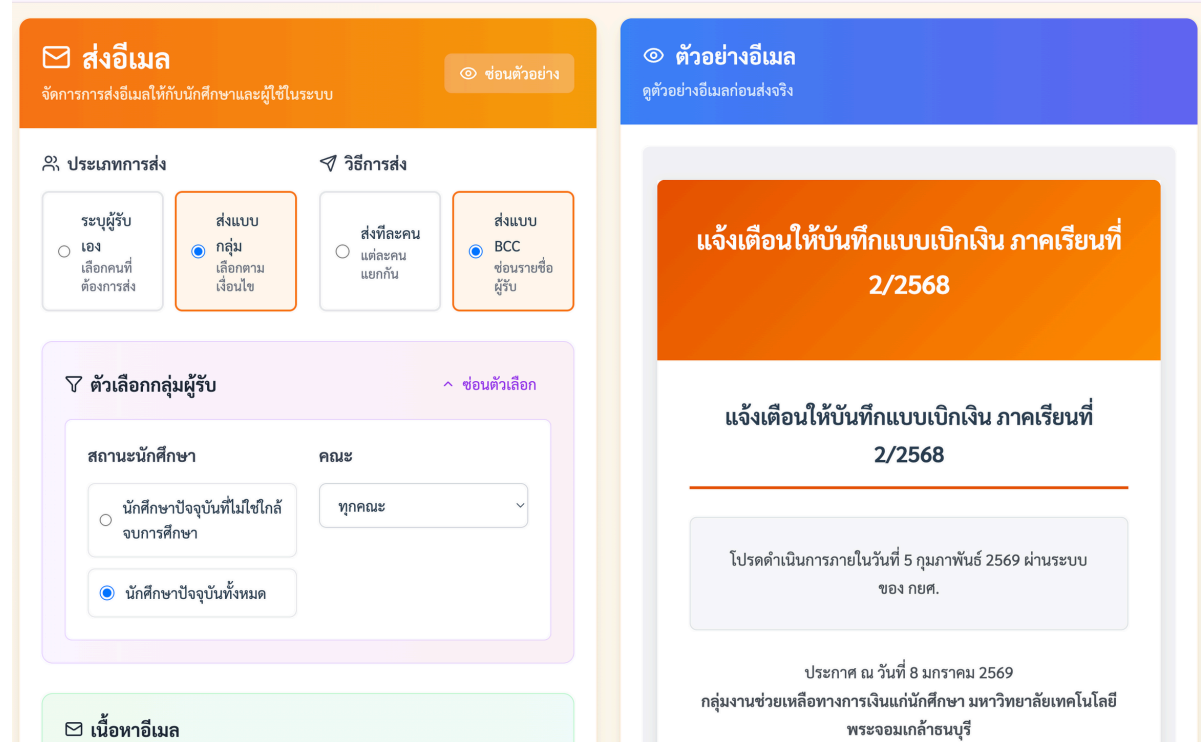 ส่งอีเมล
จัดการการส่งอีเมลให้กับนักศึกษาและผู้ใช้ในระบบ
ซ่อนตัวอย่าง
ประเภทการส่ง
ระบุผู้รับ
เอง
เลือกคนที่
ต้องการส่ง
ส่งแบบ
กลุ่ม
เลือกตาม
เงื่อนไข
วิธีการส่ง
ส่งทีละคน
แต่ละคน
แยกกัน
ส่งแบบ
BCC
ซ่อนรายชื่อ
ผู้รับ
ตัวเลือกกลุ่มผู้รับ
ซ่อนตัวเลือก
สถานะนักศึกษา
นักศึกษาปัจจุบันที่ไม่ใช่ใกล้
จบการศึกษา
นักศึกษาปัจจุบันทั้งหมด
คณะ
ทุกคณะ
เนื้อหาอีเมล
ตัวอย่างอีเมล
ดูตัวอย่างอีเมลก่อนส่งจริง
แจ้งเตือนให้บันทึกแบบเบิกเงิน ภาคเรียนที่
2/2568
แจ้งเตือนให้บันทึกแบบเบิกเงิน ภาคเรียนที่
2/2568
โปรดดำเนินการภายในวันที่ 5 กุมภาพันธ์ 2569 ผ่านระบบ
ของ กยศ.
ประกาศ ณ วันที่ 8 มกราคม 2569
กลุ่มงานช่วยเหลือทางการเงินแก่นักศึกษา มหาวิทยาลัยเทคโนโลยี
พระจอมเกล้าธนบุรี